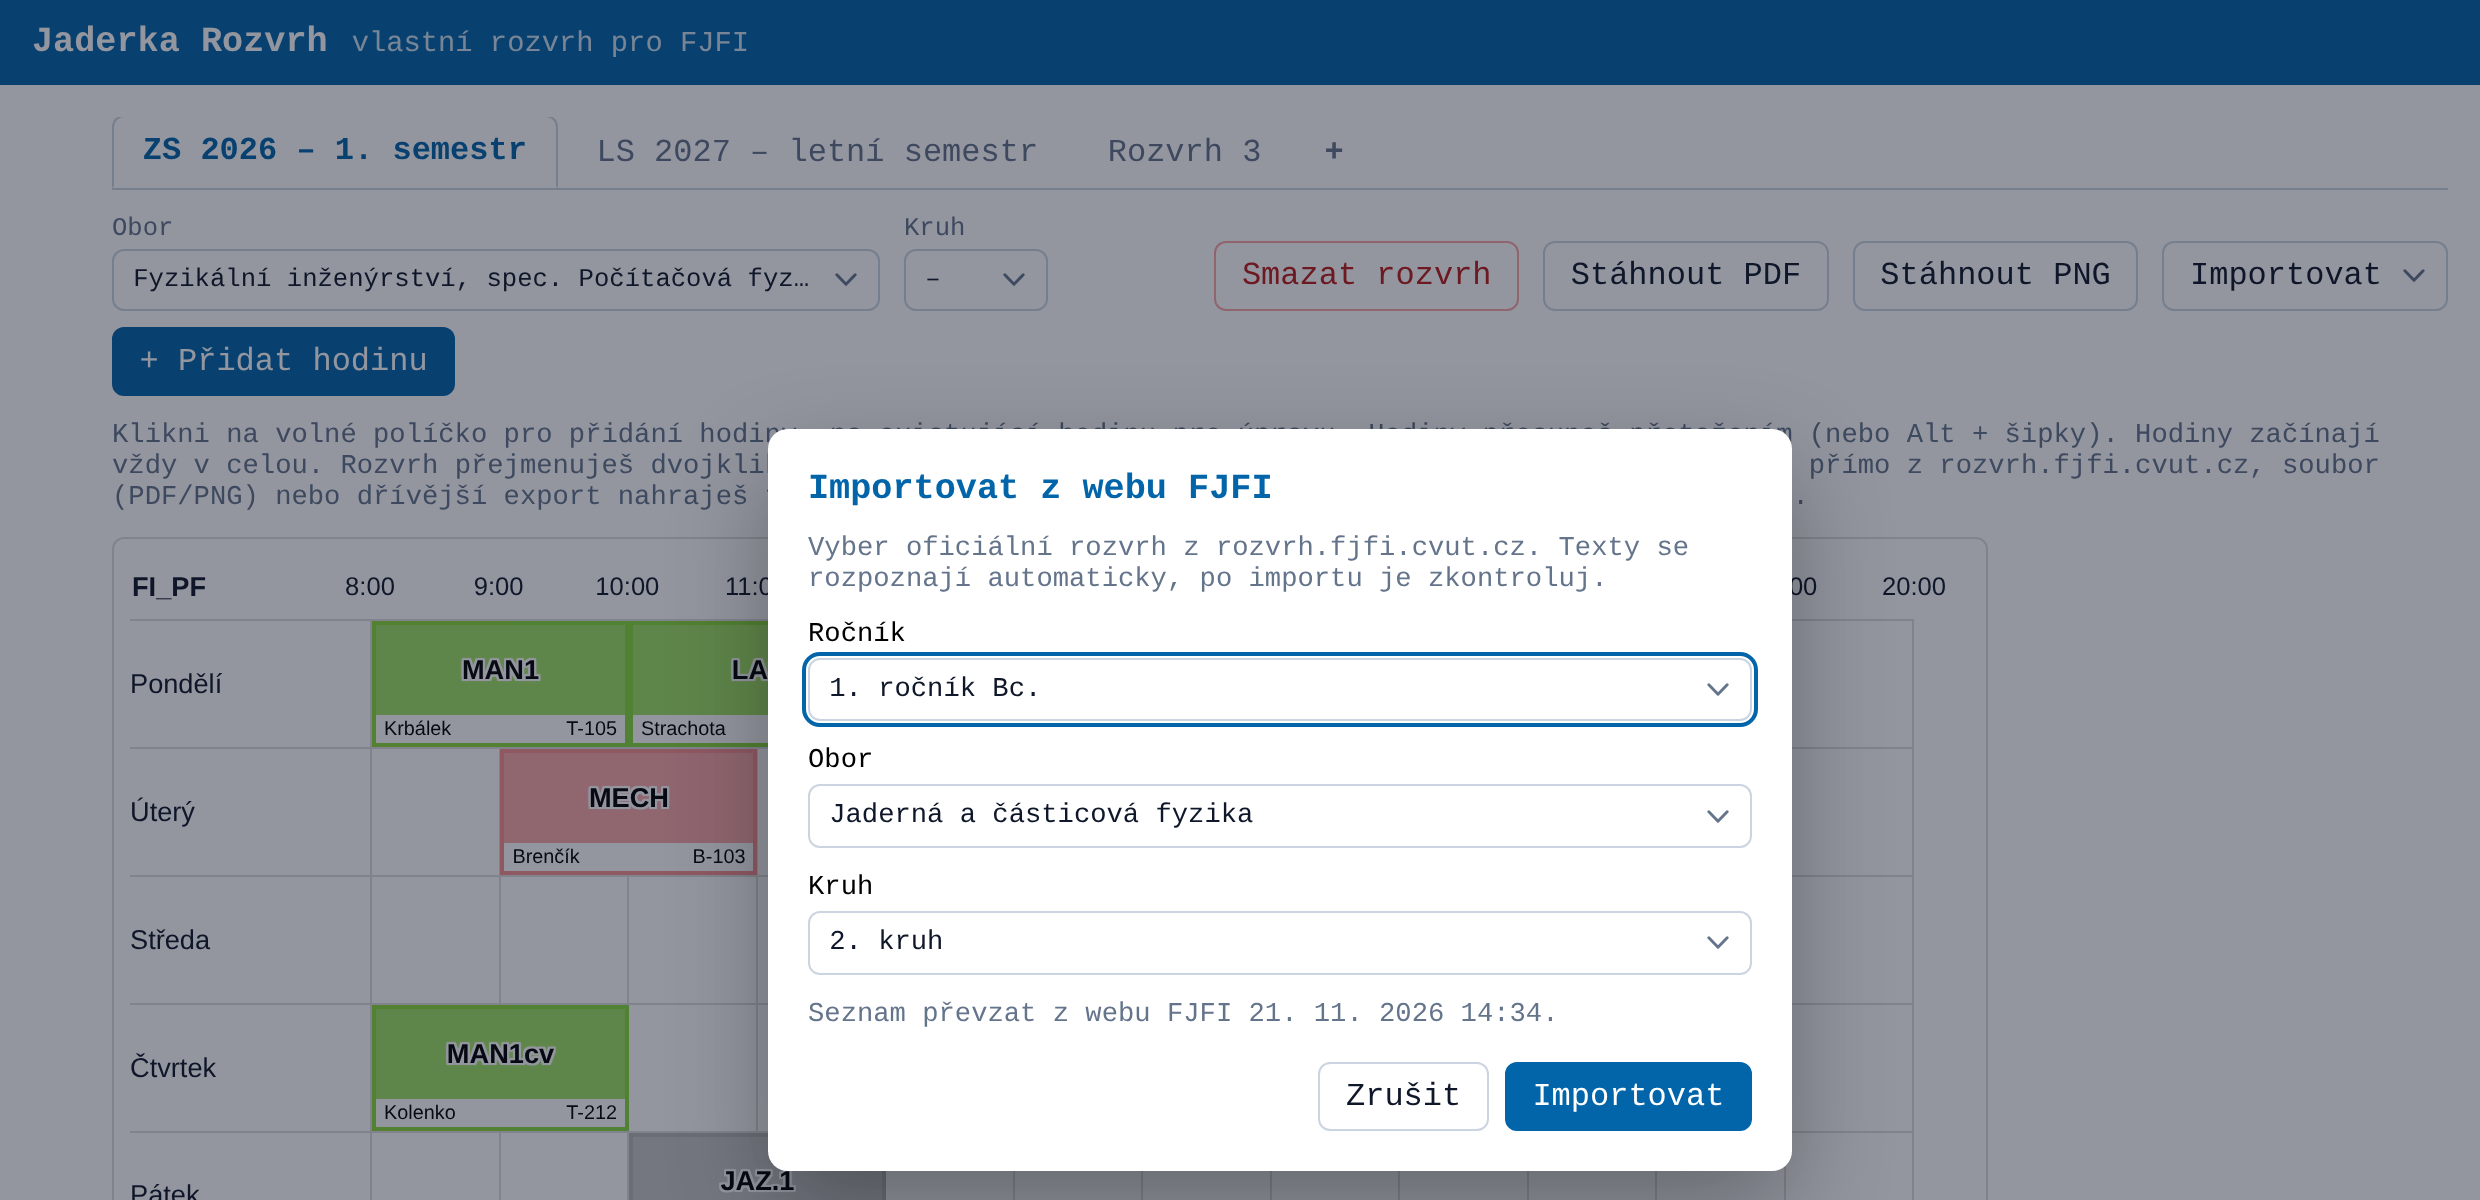 Jaderka Rozvrh vlastní rozvrh pro FJFI
ZS 2026 – 1. semestr LS 2027 – letní semestr Rozvrh 3 +
Obor Kruh
Fyzikální inženýrství, spec. Počítačová fyz… – Smazat rozvrh Stáhnout PDF Stáhnout PNG Importovat
+ Přidat hodinu
Klikni na volné políčko pro přidání hodiny (nebo Alt + šipky). Hodiny začínají
vždy v celou. Rozvrh přejmenuješ přímo z rozvrh.fjfi.cvut.cz, soubor
(PDF/PNG) nebo dřívější export nahraješ .
Importovat z webu FJFI
Vyber oficiální rozvrh z rozvrh.fjfi.cvut.cz. Texty se
rozpoznají automaticky, po importu je zkontroluj.
Ročník
1. ročník Bc.
Obor
Jaderná a částicová fyzika
Kruh
2. kruh
Seznam převzat z webu FJFI 21. 11. 2026 14:34.
Zrušit Importovat
FI_PF 8:00 9:00 10:00 20:00
Pondělí
MAN1
Krbálek T-105
Strachota
Úterý
MECH
Brenčík B-103
Středa
Čtvrtek
MAN1cv
Kolenko T-212
Pátek
JAZ.1